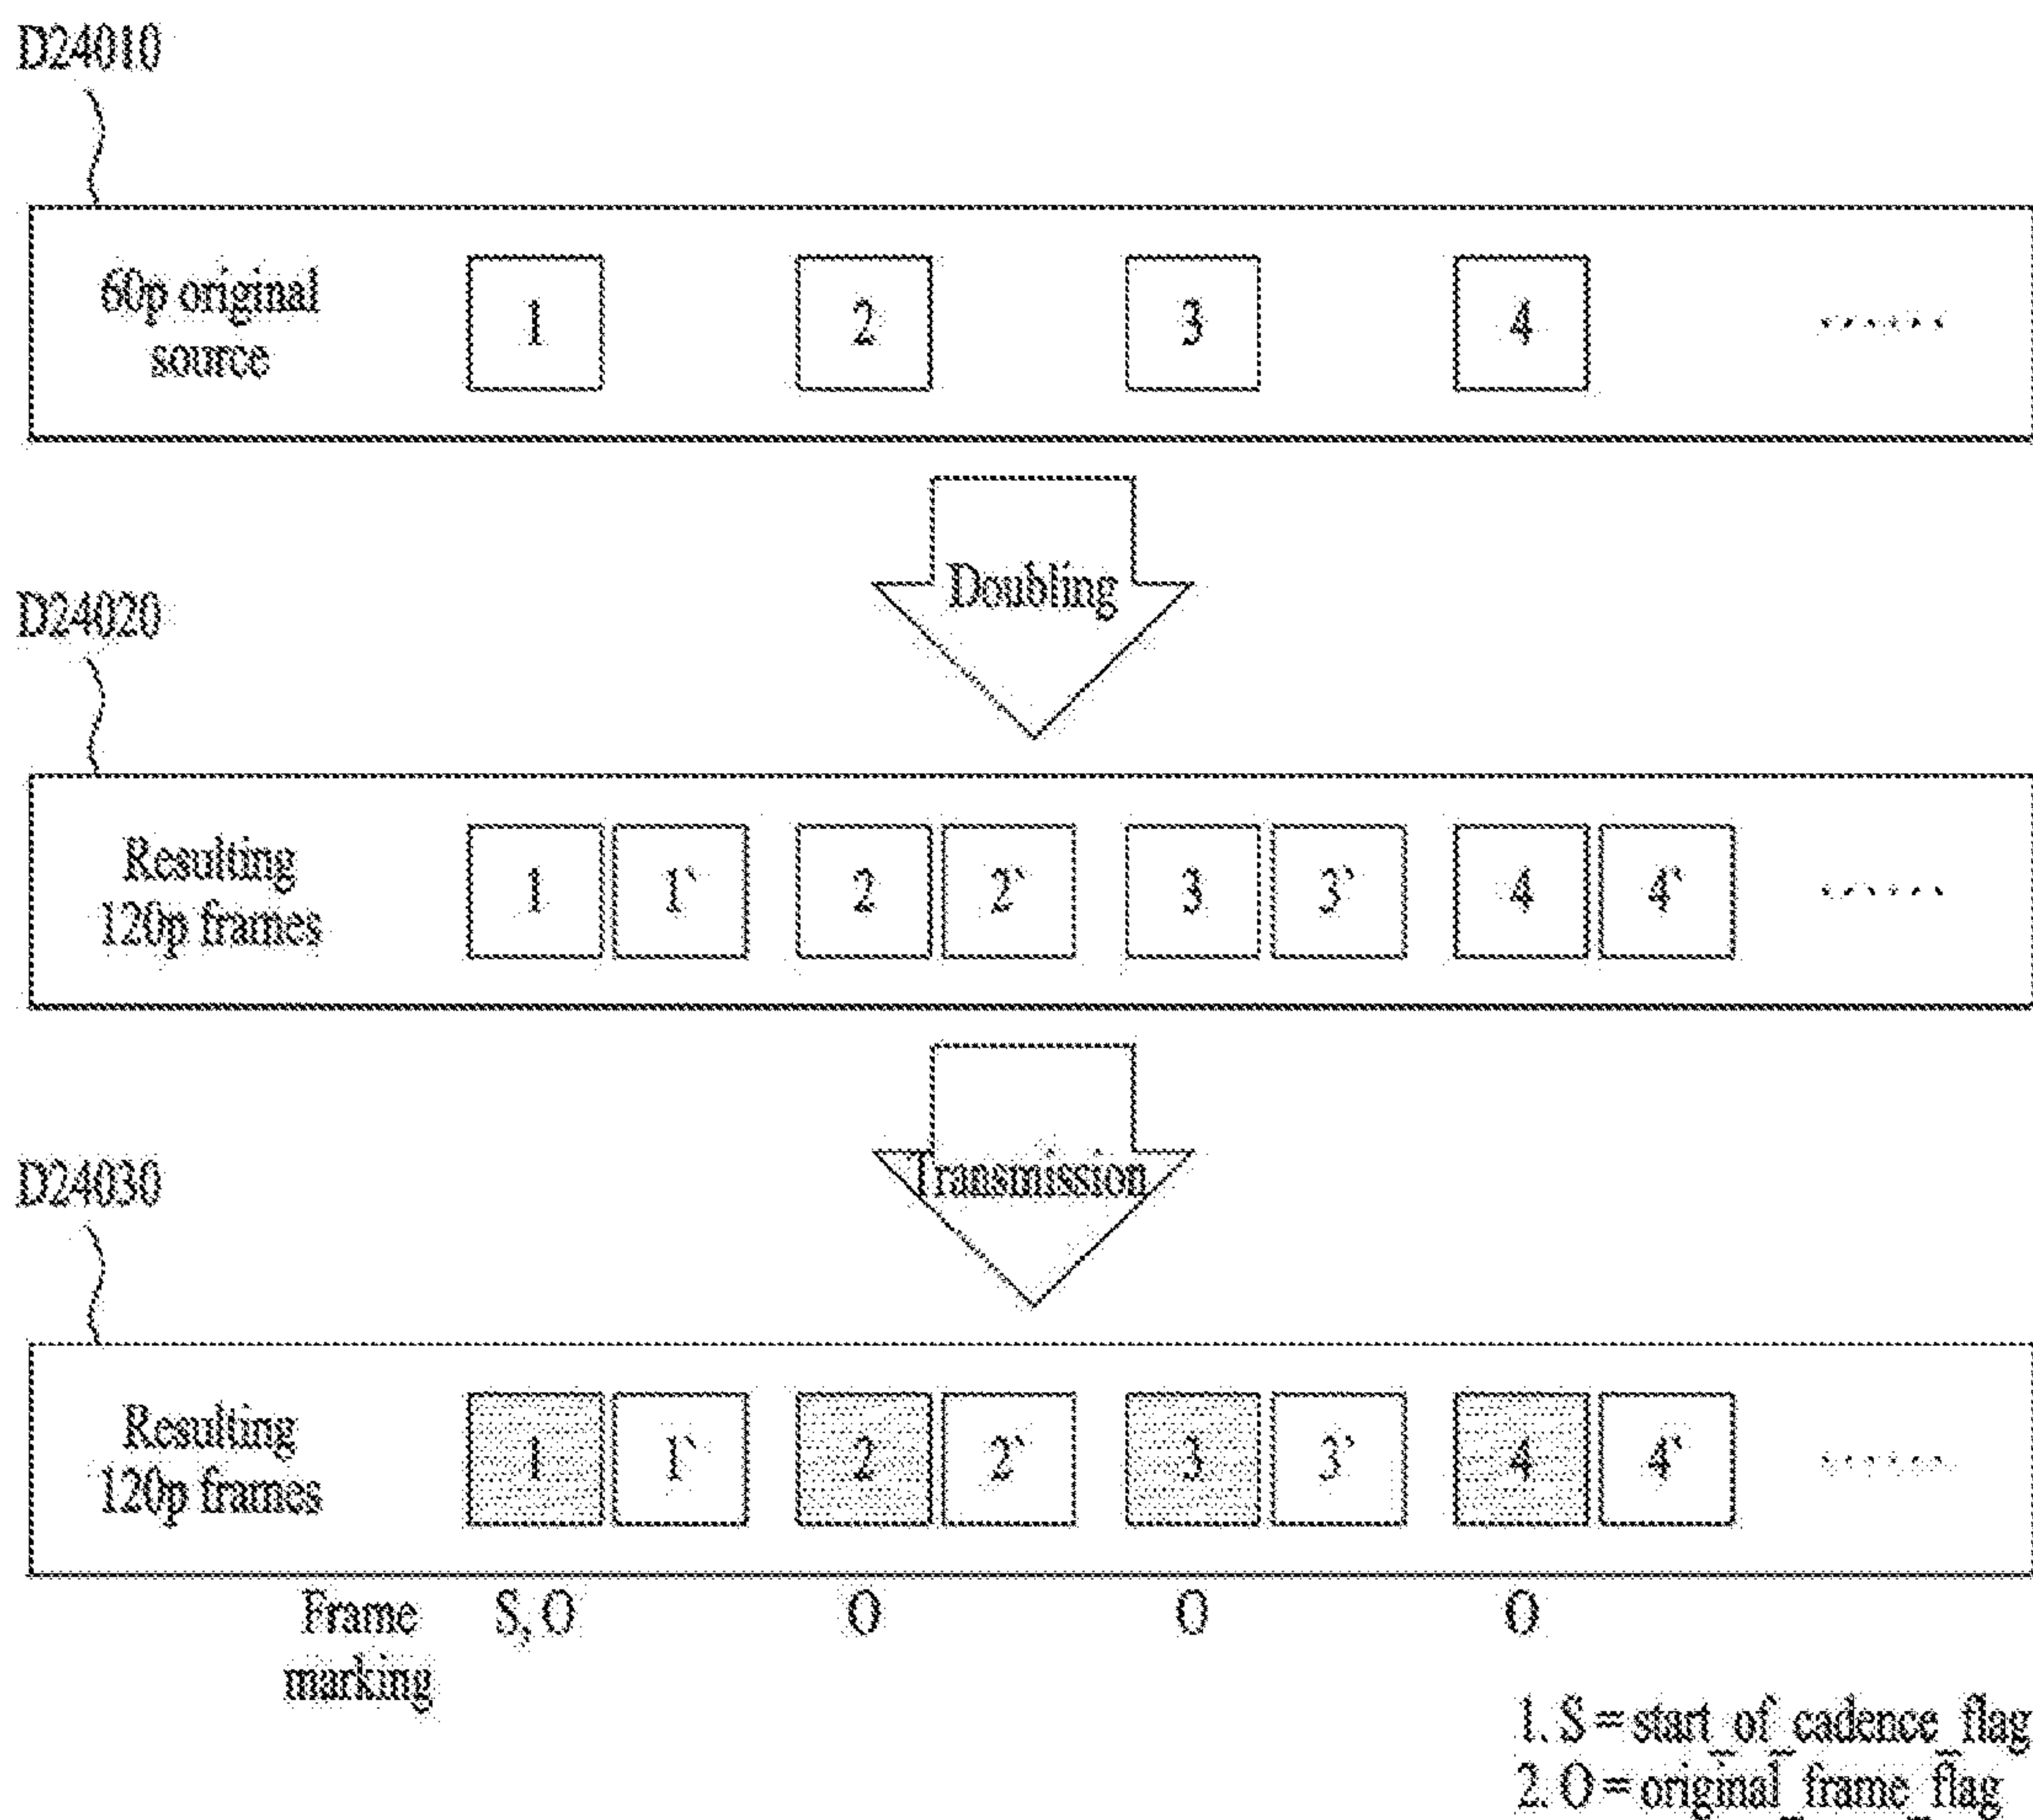 D24010
60p original
source
1 2 3 4 ......
Doubling
D24020
Resulting
120p frames
1 1` 2 2` 3 3` 4 4` ......
Transmission
D24030
Resulting
120p frames
1 1` 2 2` 3 3` 4 4` ......
Frame
marking
S, O O O O
1. S = start_of_cadence_flag
2. O = original_frame_flag